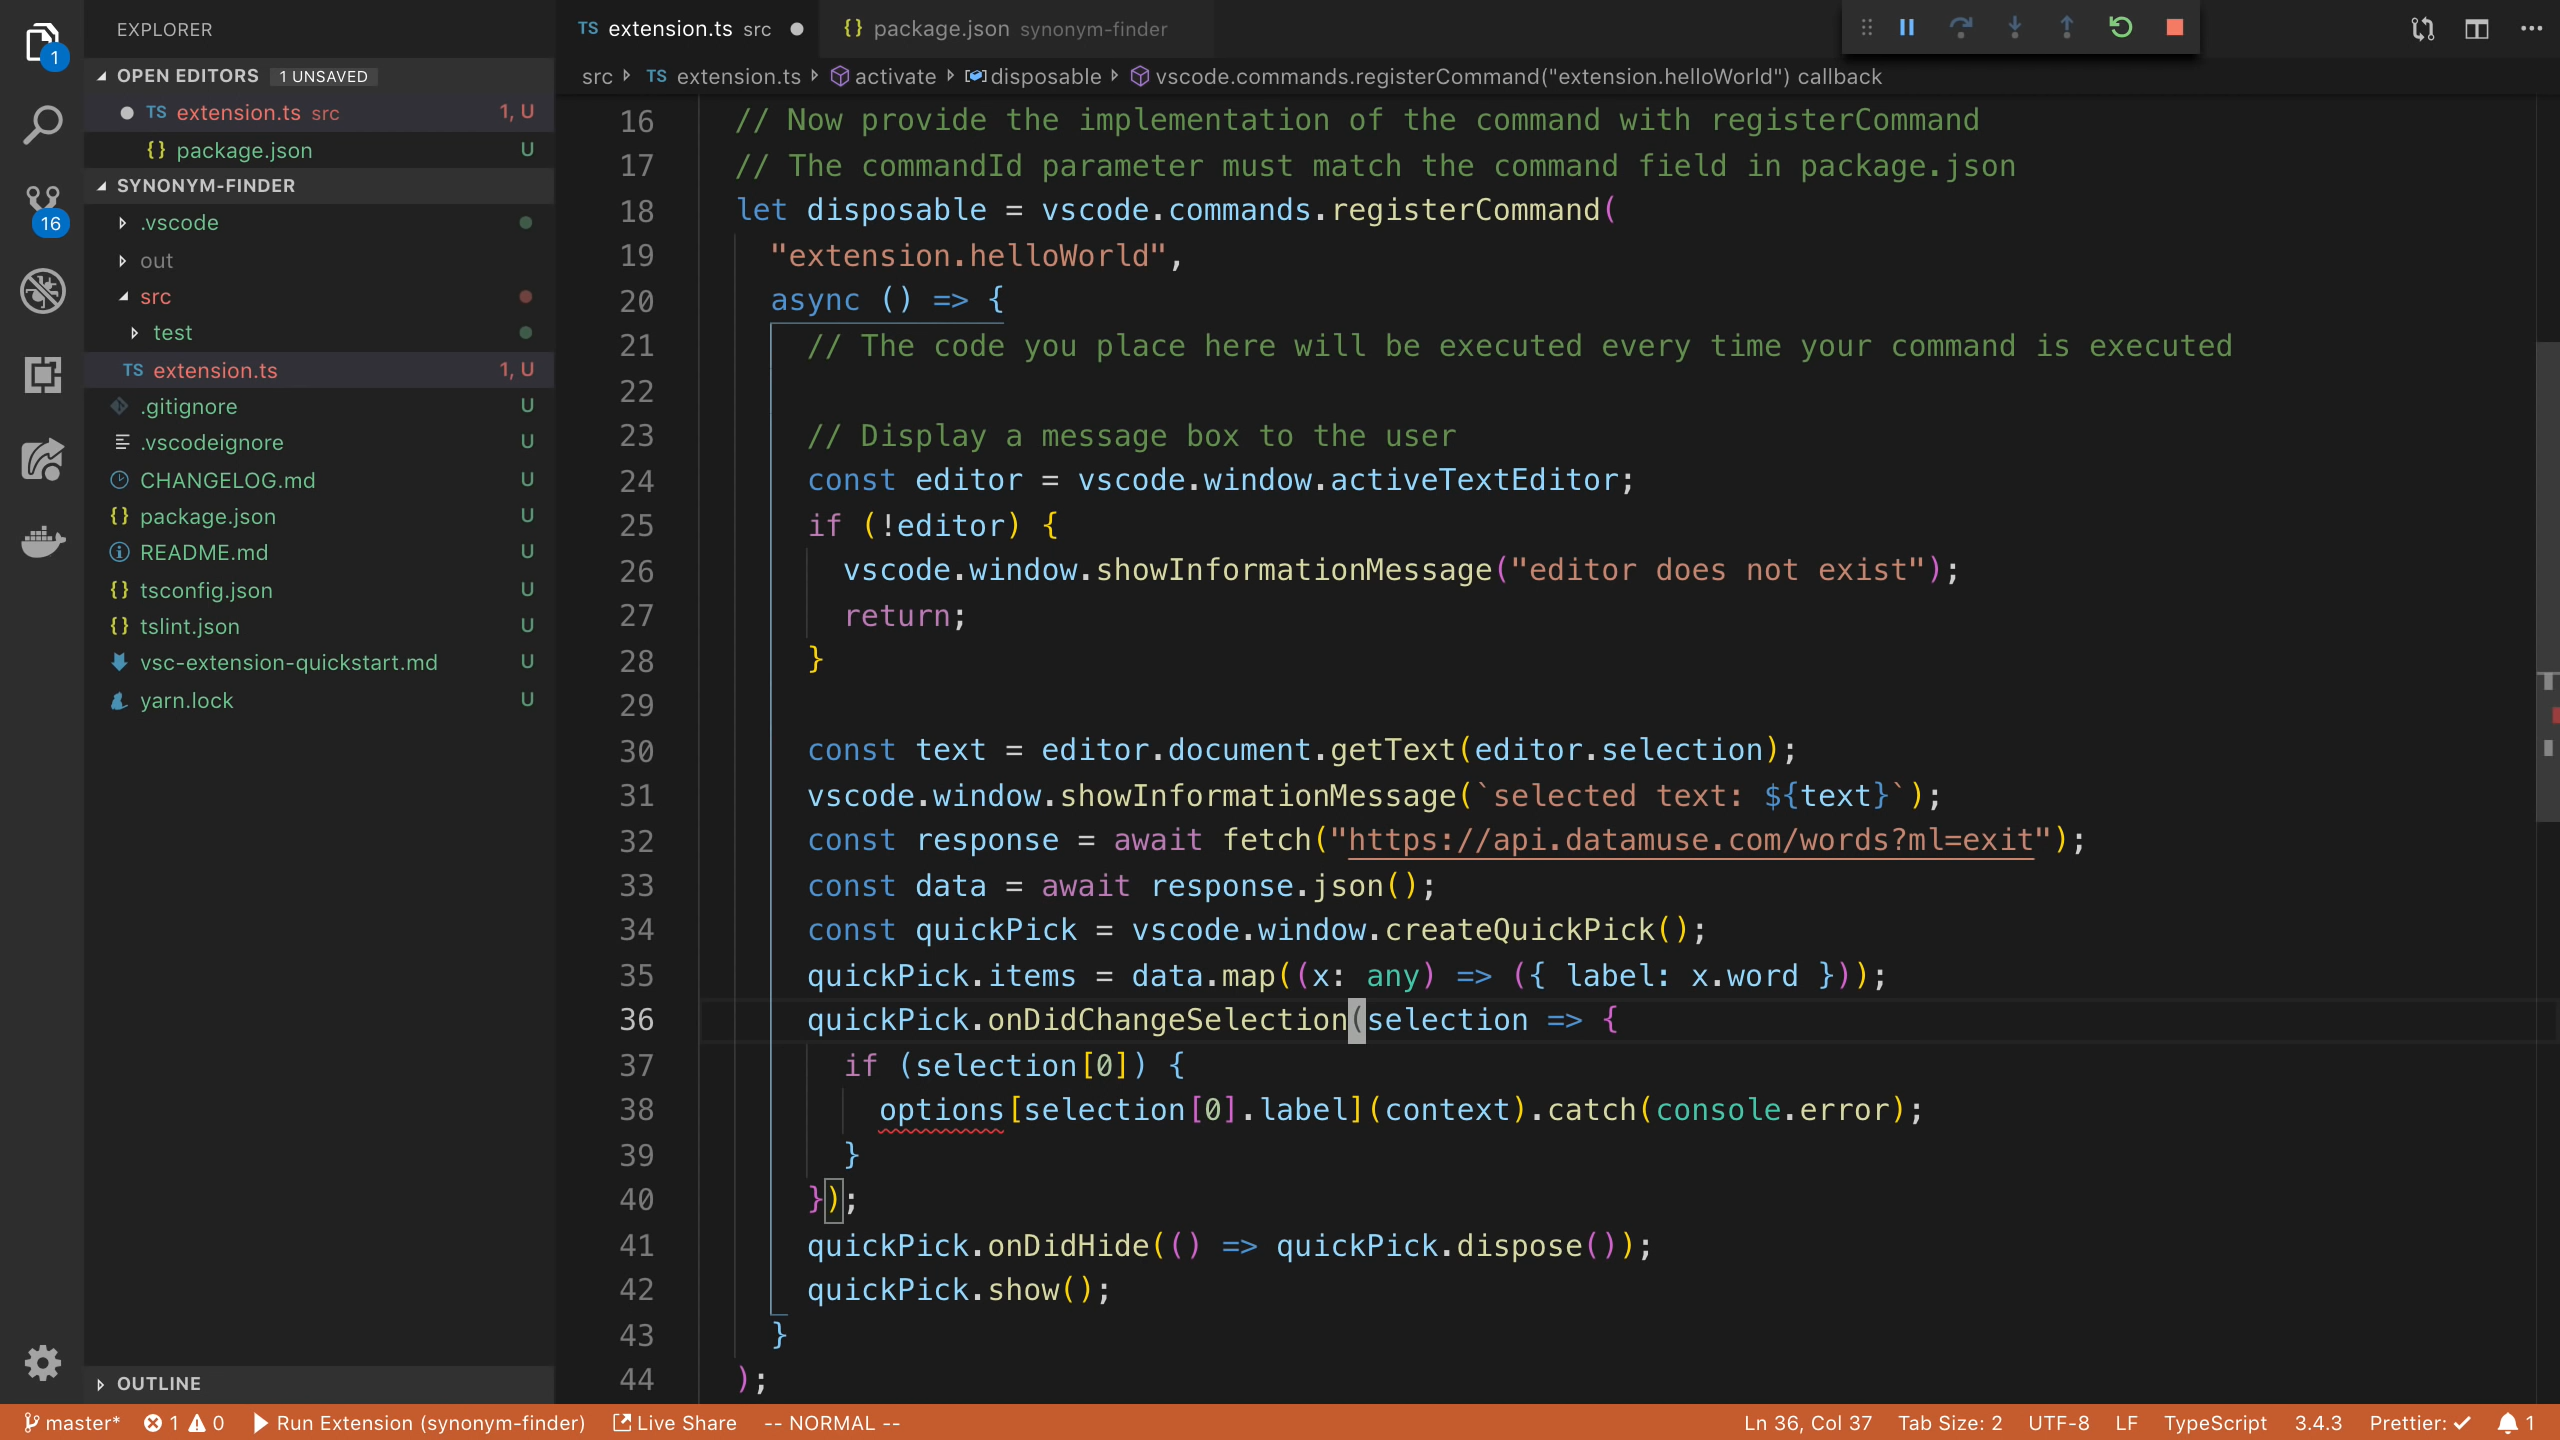 EXPLORER
OPEN EDITORS 1 UNSAVED
TS extension.ts src 1, U
{} package.json U
SYNONYM-FINDER
.vscode
out
src
test
TS extension.ts 1, U
.gitignore U
.vscodeignore U
CHANGELOG.md U
{} package.json U
README.md U
{} tsconfig.json U
{} tslint.json U
vsc-extension-quickstart.md U
yarn.lock U
OUTLINE
1
16
TS extension.ts src
{} package.json synonym-finder
src TS extension.ts activate disposable vscode.commands.registerCommand("extension.helloWorld") callback
16 // Now provide the implementation of the command with registerCommand
17 // The commandId parameter must match the command field in package.json
18 let disposable = vscode.commands.registerCommand(
19 "extension.helloWorld",
20 async () => {
21 // The code you place here will be executed every time your command is executed
22
23 // Display a message box to the user
24 const editor = vscode.window.activeTextEditor;
25 if (!editor) {
26 vscode.window.showInformationMessage("editor does not exist");
27 return;
28 }
29
30 const text = editor.document.getText(editor.selection);
31 vscode.window.showInformationMessage(`selected text: ${text}`);
32 const response = await fetch("https://api.datamuse.com/words?ml=exit");
33 const data = await response.json();
34 const quickPick = vscode.window.createQuickPick();
35 quickPick.items = data.map((x: any) => ({ label: x.word }));
36 quickPick.onDidChangeSelection(selection => {
37 if (selection[0]) {
38 options[selection[0].label](context).catch(console.error);
39 }
40 });
41 quickPick.onDidHide(() => quickPick.dispose());
42 quickPick.show();
43 }
44 );
master* 1 0 Run Extension (synonym-finder) Live Share -- NORMAL -- Ln 36, Col 37 Tab Size: 2 UTF-8 LF TypeScript 3.4.3 Prettier: ✓ 1